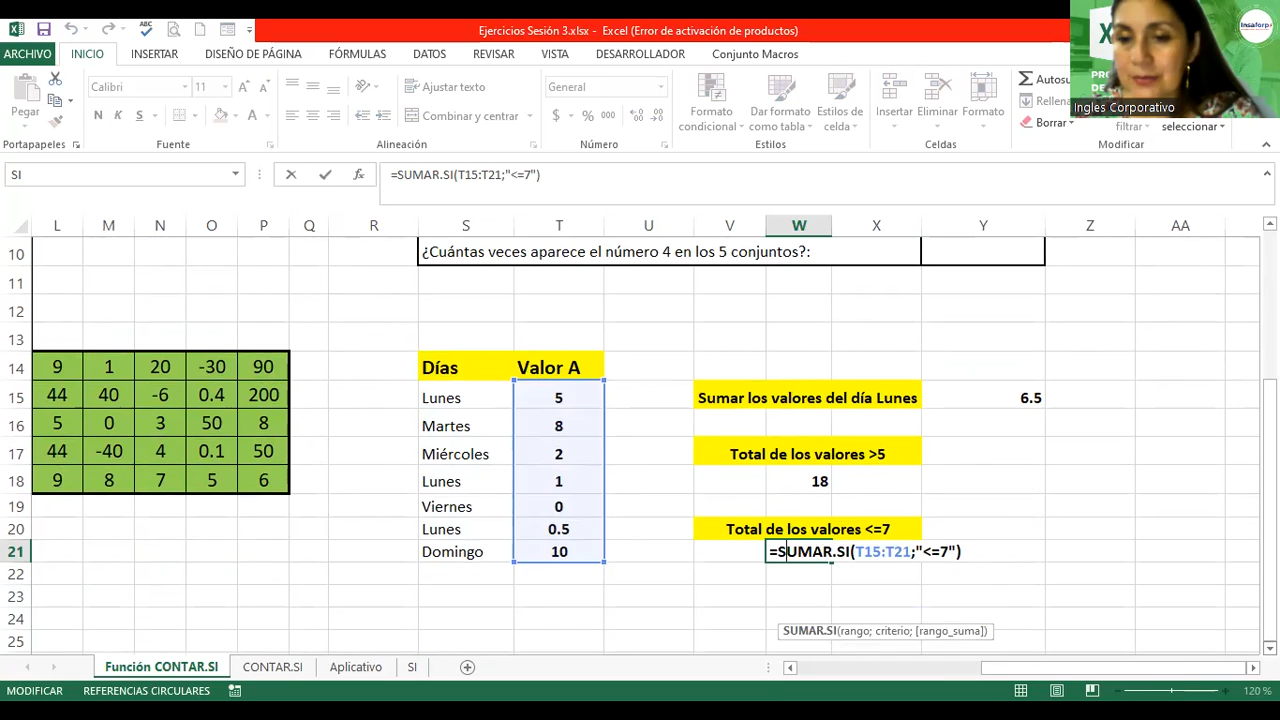 Ejercicios Sesión 3.xlsx - Excel (Error de activación de productos)
Insaforp
ARCHIVO INICIO INSERTAR DISEÑO DE PÁGINA FÓRMULAS DATOS REVISAR VISTA DESARROLLADOR Conjunto Macros
Ingles Corporativo
Calibri 11 Ajustar texto General Autosu
Pegar N K S Combinar y centrar $ % 000 Formato condicional Dar formato como tabla Estilos de celda Insertar Eliminar Formato Rellena
Borrar filtrar seleccionar
Portapapeles Fuente Alineación Número Estilos Celdas Modificar
SI =SUMAR.SI(T15:T21;"<=7")
L M N O P Q R S T U V W X Y Z AA
10 ¿Cuántas veces aparece el número 4 en los 5 conjuntos?:
11
12
13
14 9 1 20 -30 90 Días Valor A
15 44 40 -6 0.4 200 Lunes 5 Sumar los valores del día Lunes 6.5
16 5 0 3 50 8 Martes 8
17 44 -40 4 0.1 50 Miércoles 2 Total de los valores >5
18 9 8 7 5 6 Lunes 1 18
19 Viernes 0
20 Lunes 0.5 Total de los valores <=7
21 Domingo 10 =SUMAR.SI(T15:T21;"<=7")
22
23
24
25 SUMAR.SI(rango; criterio; [rango_suma])
Función CONTAR.SI CONTAR.SI Aplicativo SI
MODIFICAR REFERENCIAS CIRCULARES 120 %